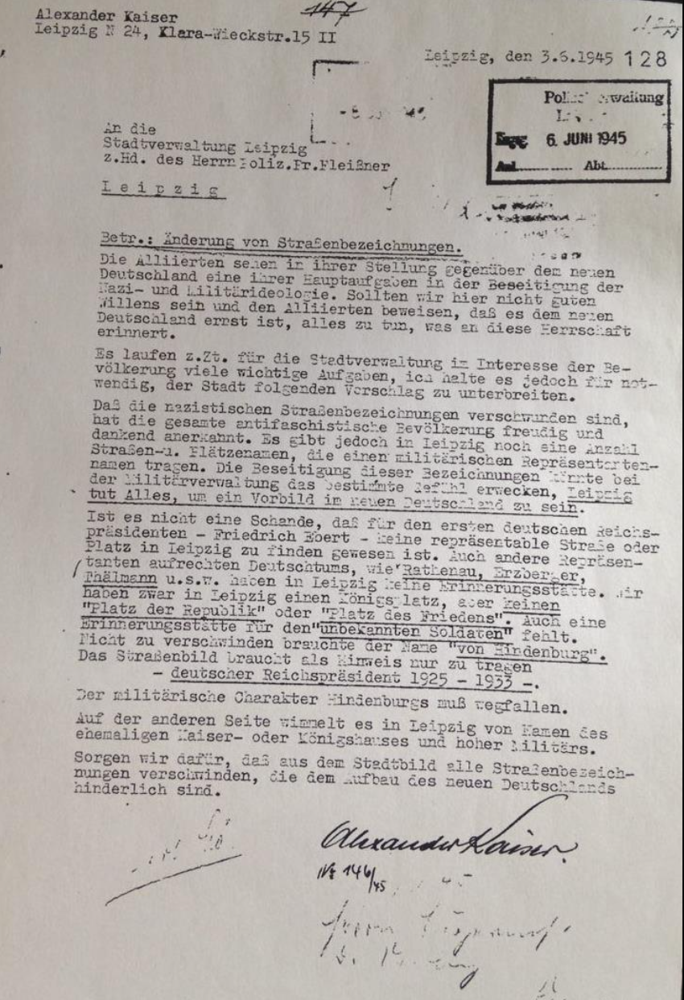 Alexander Kaiser
Leipzig N 24, Klara-Wieckstr.15 II
147
Leipzig, den 3.6.1945 128
Eing. 6. JUNI 1945
Abt.
An die
Stadtverwaltung Leipzig
z.Hd. des Herrn Poliz.Pr.Fleißner
Leipzig
Betr.: Änderung von Straßenbezeichnungen.
Die Alliierten sehen in ihrer Stellung gegenüber dem neuen
Deutschland eine ihrer Hauptaufgaben in der Beseitigung der
Nazi- und Militärideologie. Sollten wir hier nicht guten
Willens sein und den Alliierten beweisen, daß es dem neuen
Deutschland ernst ist, alles zu tun, was an diese Herrschaft
erinnert.
Es laufen z.Zt. für die Stadtverwaltung im Interesse der Be-
völkerung viele wichtige Aufgaben, ich halte es jedoch für not-
wendig, der Stadt folgenden Vorschlag zu unterbreiten.
Daß die nazistischen Straßenbezeichnungen verschwunden sind,
hat die gesamte antifaschistische Bevölkerung freudig und
dankend anerkannt. Es gibt jedoch in Leipzig noch eine Anzahl
Straßen-u. Plätzenamen, die einen militärischen Repräsentanten-
namen tragen. Die Beseitigung dieser Bezeichnungen könnte bei
der Militärverwaltung das bestimmte Gefühl erwecken, Leipzig
tut Alles, um ein Vorbild im neuen Deutschland zu sein.
Ist es nicht eine Schande, daß für den ersten deutschen Reichs-
präsidenten - Friedrich Ebert - keine repräsentable Straße oder
Platz in Leipzig zu finden gewesen ist. Auch andere Repräsen-
tanten aufrechten Deutschtums, wie Rathenau, Erzberger,
Thälmann u.s.w. haben in Leipzig keine Erinnerungsstätte. Wir
haben zwar in Leipzig einen Königsplatz, aber keinen
"Platz der Republik" oder "Platz des Friedens". Auch eine
Erinnerungsstätte für den "unbekannten Soldaten" fehlt.
Nicht zu verschwinden brauchte der Name "von Hindenburg".
Das Straßenbild braucht als Hinweis nur zu tragen
- deutscher Reichspräsident 1925 - 1933 -.
Der militärische Charakter Hindenburgs muß wegfallen.
Auf der anderen Seite wimmelt es in Leipzig von Namen des
ehemaligen Kaiser- oder Königshauses und hoher Militärs.
Sorgen wir dafür, daß aus dem Stadtbild alle Straßenbezeich-
nungen verschwinden, die dem Aufbau des neuen Deutschlands
hinderlich sind.
Alexander Kaiser.
№ 146/45